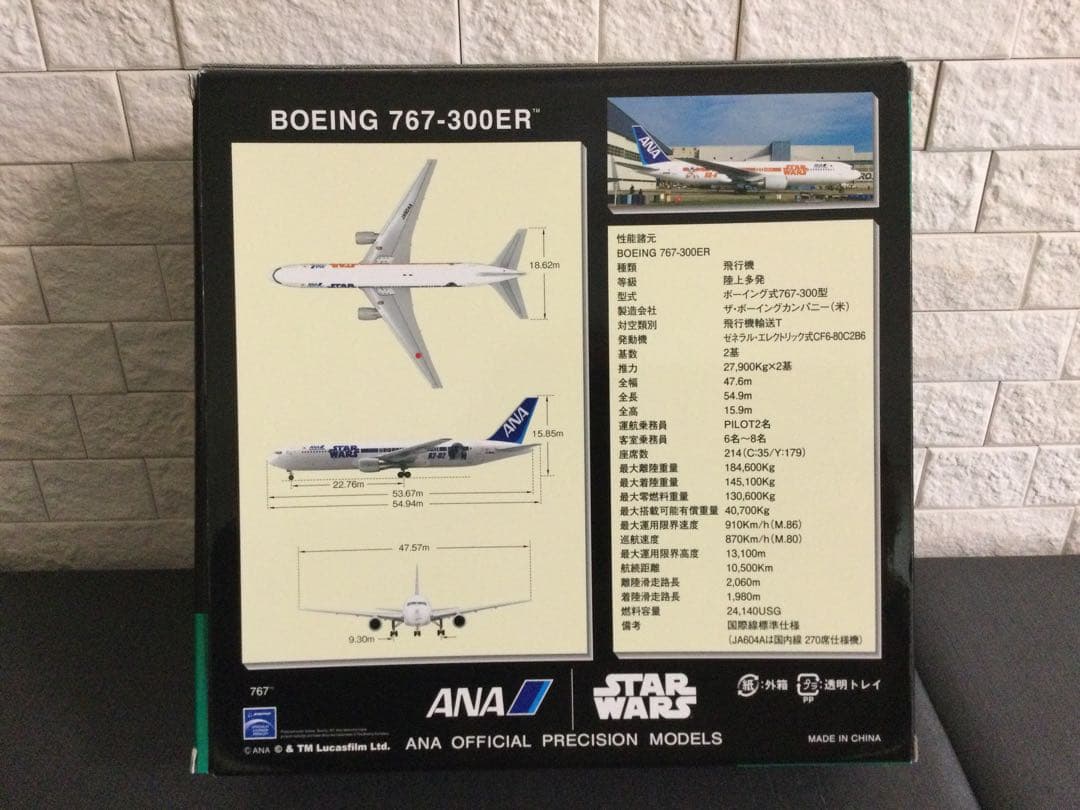 BOEING 767-300ER™
18.62m
15.85m
22.76m
53.67m
54.94m
47.57m
9.30m
ANA
STAR WARS
R2-D2
ANA
STAR WARS
性能諸元
BOEING 767-300ER
種類 飛行機
等級 陸上多発
型式 ボーイング式767-300型
製造会社 ザ・ボーイングカンパニー(米)
対空類別 飛行機輸送T
発動機 ゼネラル・エレクトリック式CF6-80C2B6
基数 2基
推力 27,900Kg×2基
全幅 47.6m
全長 54.9m
全高 15.9m
運航乗務員 PILOT2名
客室乗務員 6名〜8名
座席数 214(C:35/Y:179)
最大離陸重量 184,600Kg
最大着陸重量 145,100Kg
最大零燃料重量 130,600Kg
最大搭載可能有償重量 40,700Kg
最大運用限界速度 910Km/h(M.86)
巡航速度 870Km/h(M.80)
最大運用限界高度 13,100m
航続距離 10,500Km
離陸滑走路長 2,060m
着陸滑走路長 1,980m
燃料容量 24,140USG
備考 国際線標準仕様
(JA604Aは国内線 270席仕様機)
767™
ANA
STAR WARS
紙:外箱 プラ:透明トレイ
PP
© ANA © & TM Lucasfilm Ltd.
ANA OFFICIAL PRECISION MODELS
MADE IN CHINA